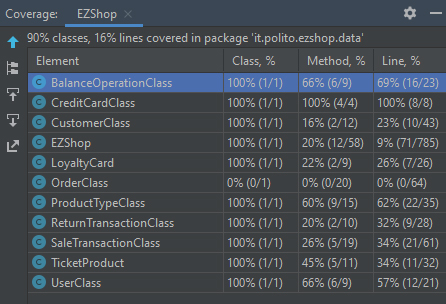 Coverage: EZShop
90% classes, 16% lines covered in package 'it.polito.ezshop.data'
Element Class, % Method, % Line, %
BalanceOperationClass 100% (1/1) 66% (6/9) 69% (16/23)
CreditCardClass 100% (1/1) 100% (4/4) 100% (8/8)
CustomerClass 100% (1/1) 16% (2/12) 23% (10/43)
EZShop 100% (1/1) 20% (12/58) 9% (71/785)
LoyaltyCard 100% (1/1) 22% (2/9) 26% (7/26)
OrderClass 0% (0/1) 0% (0/20) 0% (0/64)
ProductTypeClass 100% (1/1) 60% (9/15) 62% (22/35)
ReturnTransactionClass 100% (1/1) 20% (2/10) 32% (9/28)
SaleTransactionClass 100% (1/1) 26% (5/19) 34% (21/61)
TicketProduct 100% (1/1) 45% (5/11) 34% (11/32)
UserClass 100% (1/1) 66% (6/9) 57% (12/21)